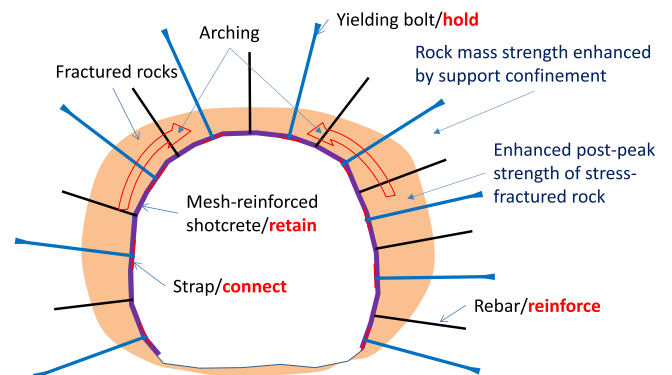 Yielding bolt/hold
Arching
Rock mass strength enhanced
by support confinement
Fractured rocks
Enhanced post-peak
strength of stress-
fractured rock
Mesh-reinforced
shotcrete/retain
Strap/connect
Rebar/reinforce